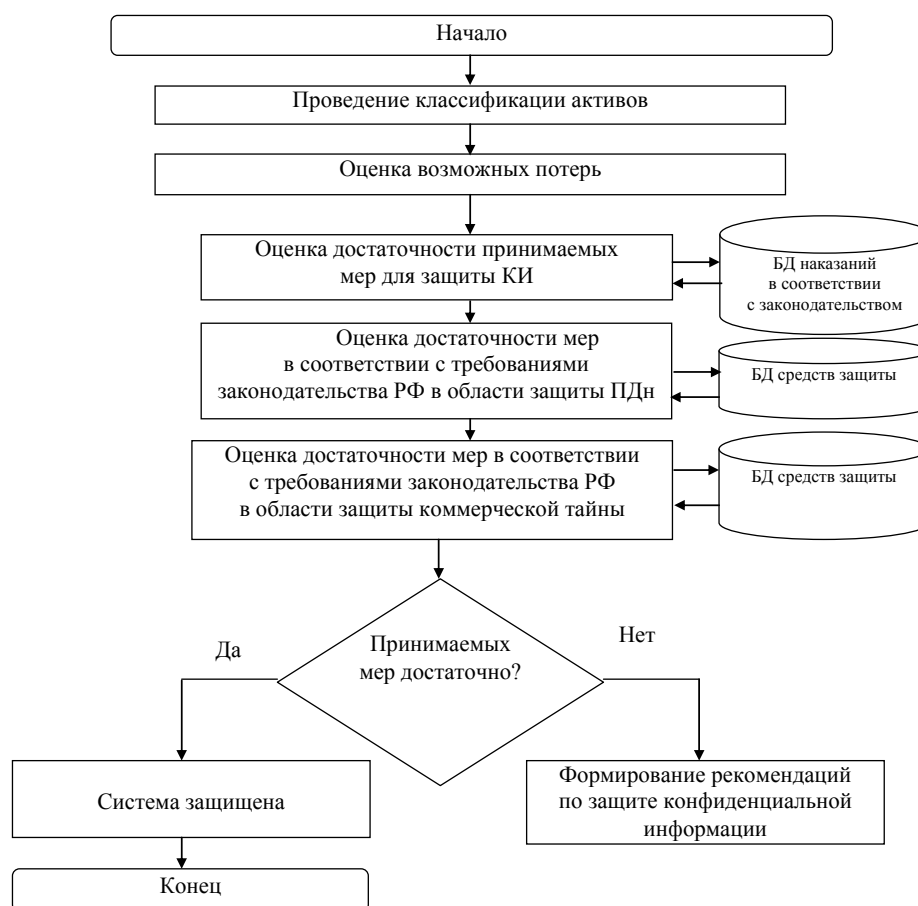 Начало
Проведение классификации активов
Оценка возможных потерь
Оценка достаточности принимаемых
мер для защиты КИ
БД наказаний
в соответствии
с законодательством
Оценка достаточности мер
в соответствии с требованиями
законодательства РФ в области защиты ПДн
БД средств защиты
Оценка достаточности мер в соответствии
с требованиями законодательства РФ
в области защиты коммерческой тайны
БД средств защиты
Принимаемых
мер достаточно?
Да
Нет
Система защищена
Формирование рекомендаций
по защите конфиденциальной
информации
Конец